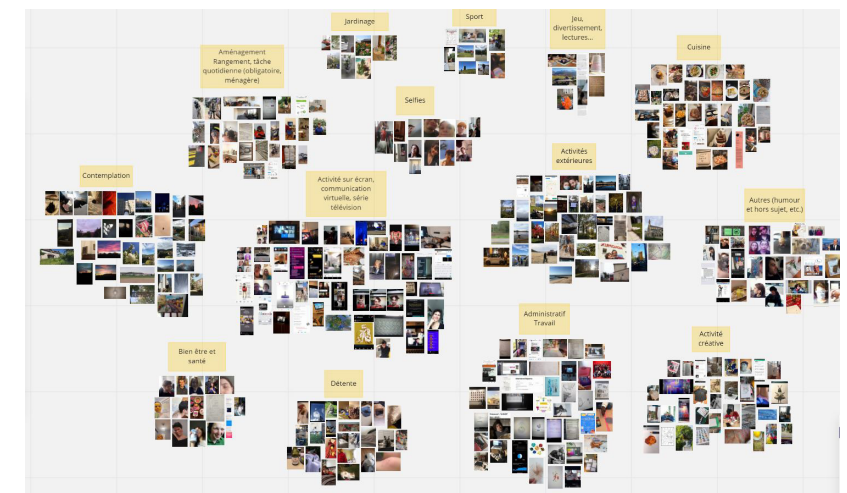 Jardinage
Sport
Jeu,
divertissement,
lectures...
Cuisine
Aménagement
Rangement, tâche
quotidienne (obligatoire,
ménagère)
Selfies
Contemplation
Activité sur écran,
communication
virtuelle, série
télévision
Activités
extérieures
Autres (humour
et hors sujet, etc.)
Administratif
Travail
Activité
créative
Bien être et
santé
Détente